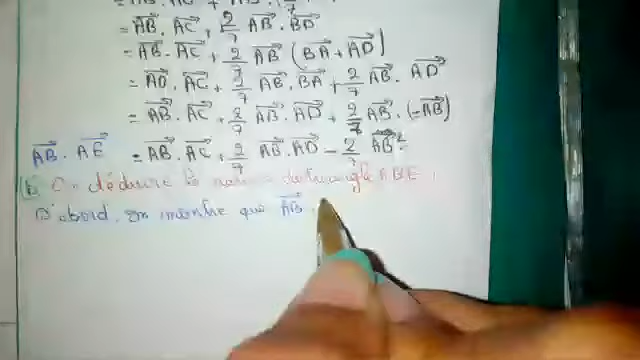 = AB . AC + 2/7 AB . BD
= AB . AC + 2/7 AB (BA + AD)
= AD . AC + 2/7 AB . BA + 2/7 AB . AD
= AB . AC + 2/7 AB . AD + 2/7 AB . (-AB)
AB . AE = AB . AC + 2/7 AB . AD - 2/7 AB²
En déduire la nature du triangle ABE.
D'abord, on montre que AB .